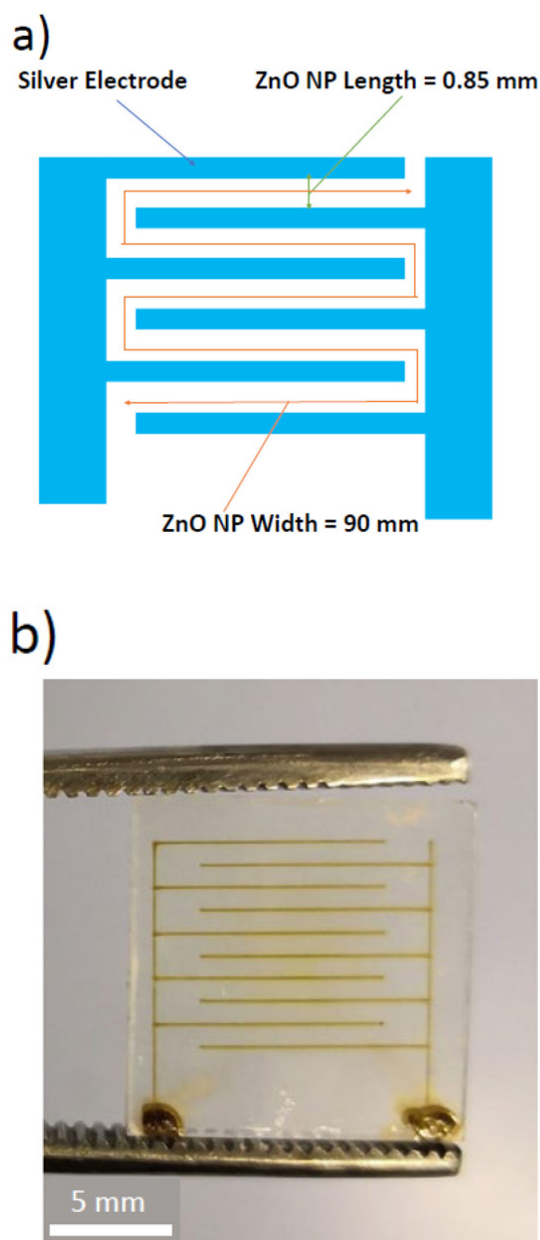 a)
Silver Electrode
ZnO NP Length = 0.85 mm
ZnO NP Width = 90 mm
b)
5 mm